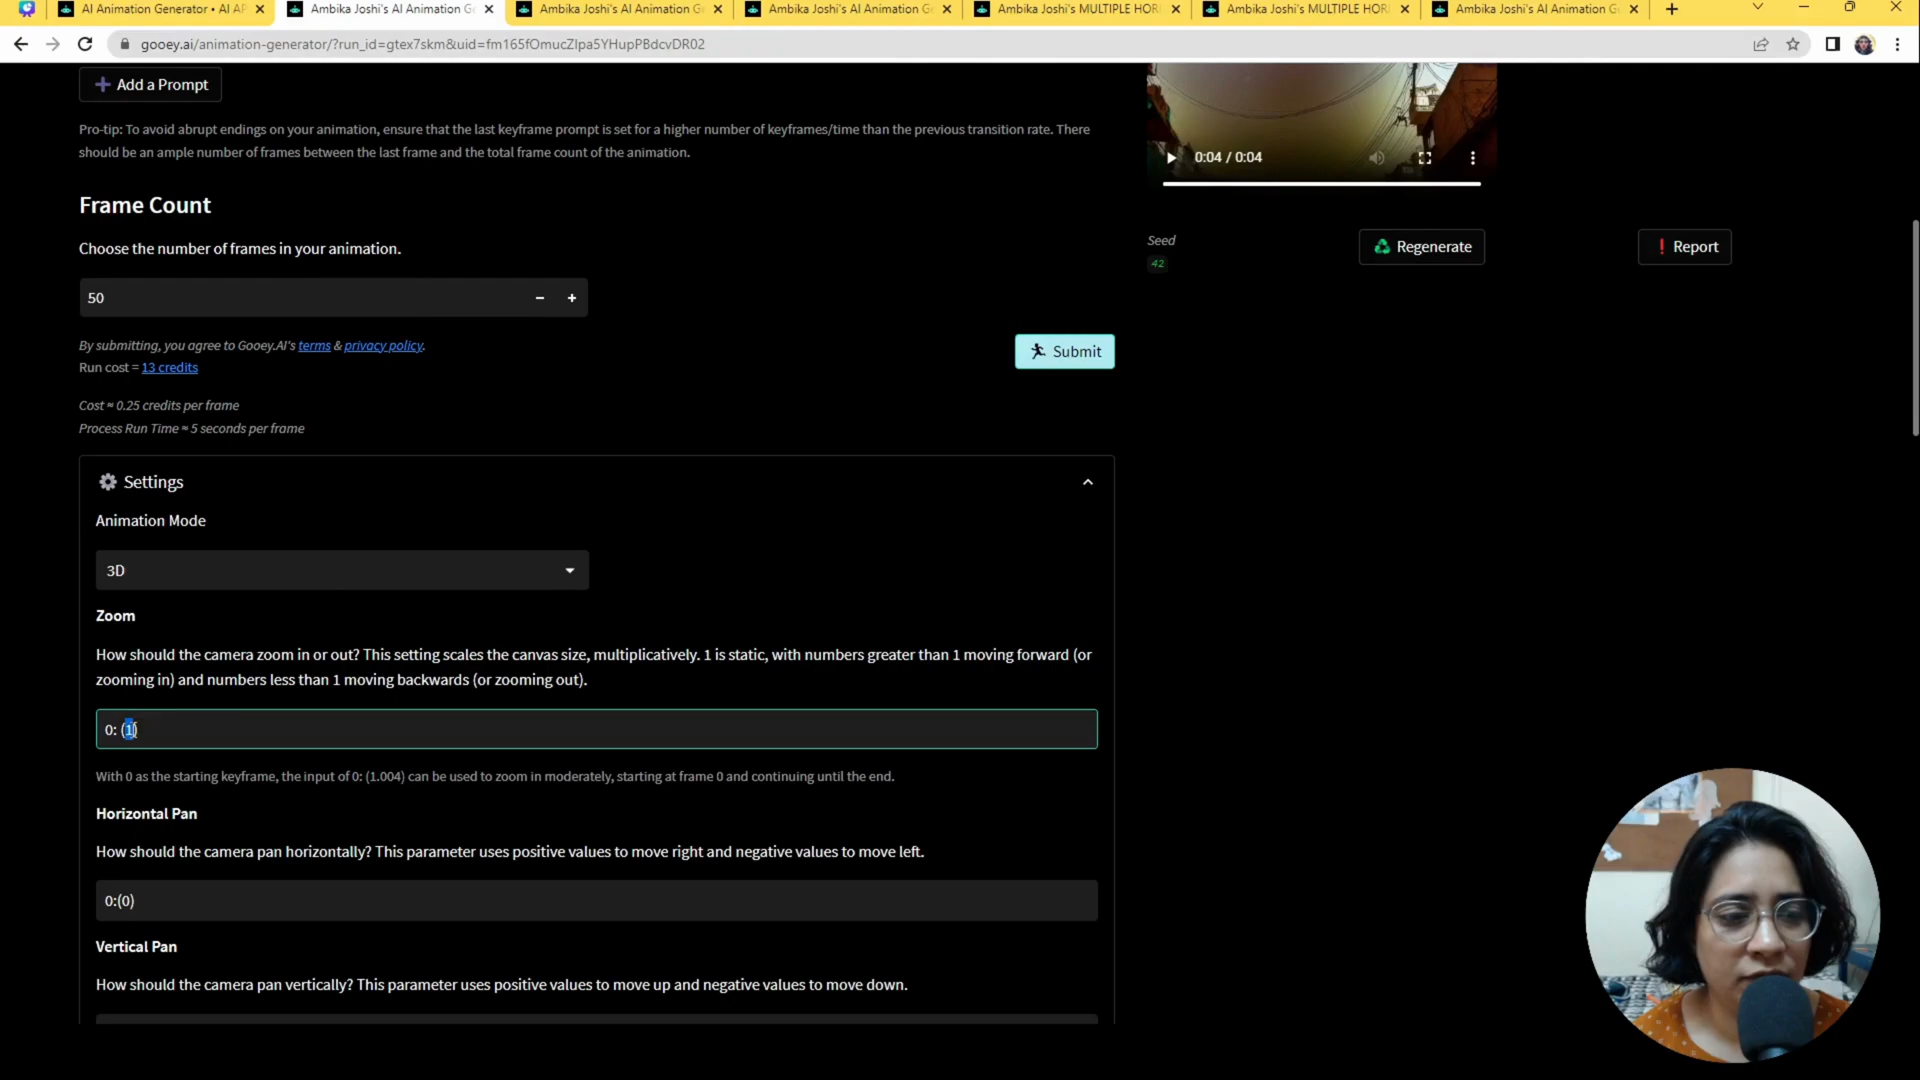 AI Animation Generator • AI AP
Ambika Joshi's AI Animation Ge
Ambika Joshi's AI Animation Ge
Ambika Joshi's AI Animation Ge
Ambika Joshi's MULTIPLE HOR
Ambika Joshi's MULTIPLE HOR
Ambika Joshi's AI Animation G
gooey.ai/animation-generator/?run_id=gtex7skm&uid=fm165fOmucZlpa5YHupPBdcvDR02
Add a Prompt
Pro-tip: To avoid abrupt endings on your animation, ensure that the last keyframe prompt is set for a higher number of keyframes/time than the previous transition rate. There
should be an ample number of frames between the last frame and the total frame count of the animation.
0:04 / 0:04
Frame Count
Seed
42
Regenerate
Report
Choose the number of frames in your animation.
50
By submitting, you agree to Gooey.AI's terms & privacy policy.
Run cost = 13 credits
Submit
Cost ≈ 0.25 credits per frame
Process Run Time ≈ 5 seconds per frame
Settings
Animation Mode
3D
Zoom
How should the camera zoom in or out? This setting scales the canvas size, multiplicatively. 1 is static, with numbers greater than 1 moving forward (or
zooming in) and numbers less than 1 moving backwards (or zooming out).
0: (1)
With 0 as the starting keyframe, the input of 0: (1.004) can be used to zoom in moderately, starting at frame 0 and continuing until the end.
Horizontal Pan
How should the camera pan horizontally? This parameter uses positive values to move right and negative values to move left.
0:(0)
Vertical Pan
How should the camera pan vertically? This parameter uses positive values to move up and negative values to move down.